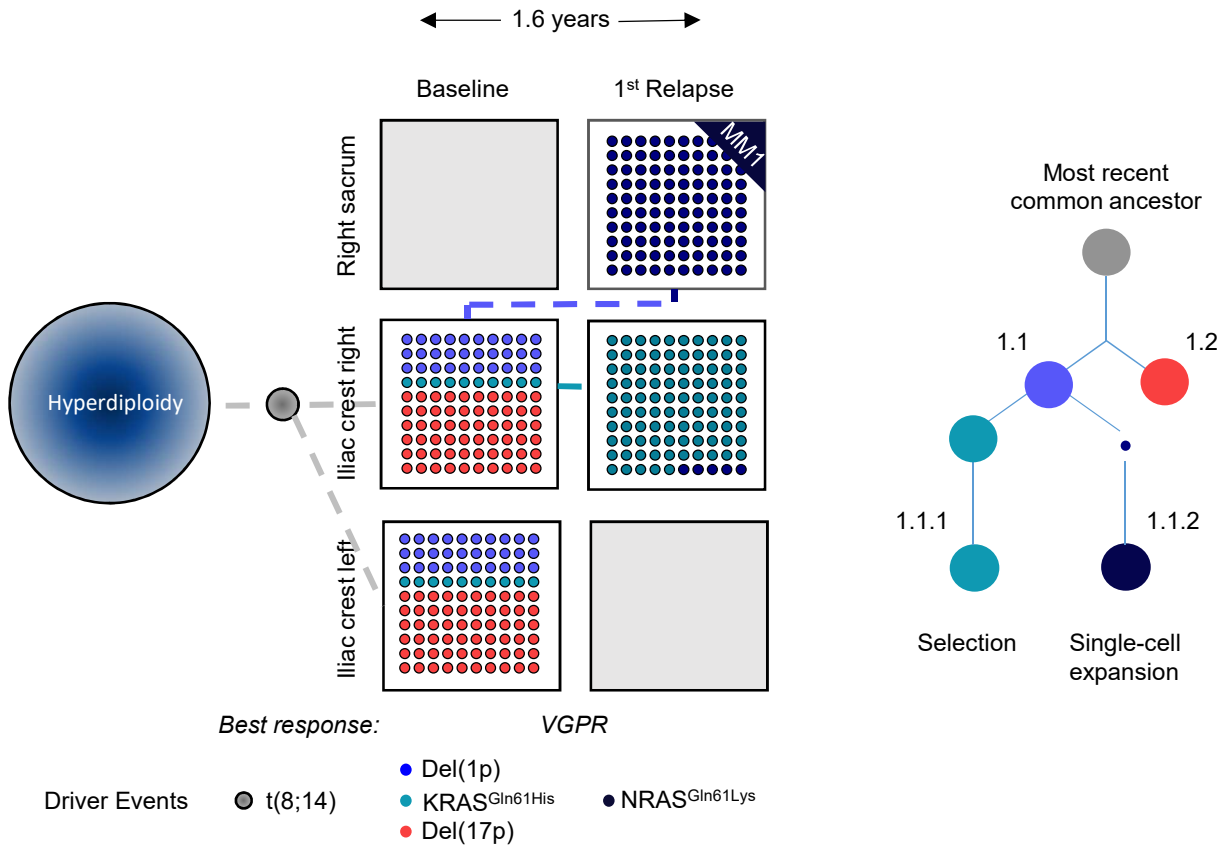 1.6 years
Baseline
1st Relapse
Right sacrum
MM1
Most recent
common ancestor
Hyperdiploidy
Iliac crest right
1.1
1.2
1.1.1
1.1.2
Iliac crest left
Selection
Single-cell
expansion
Best response:
VGPR
Driver Events
t(8;14)
Del(1p)
KRASGln61His
Del(17p)
NRASGln61Lys